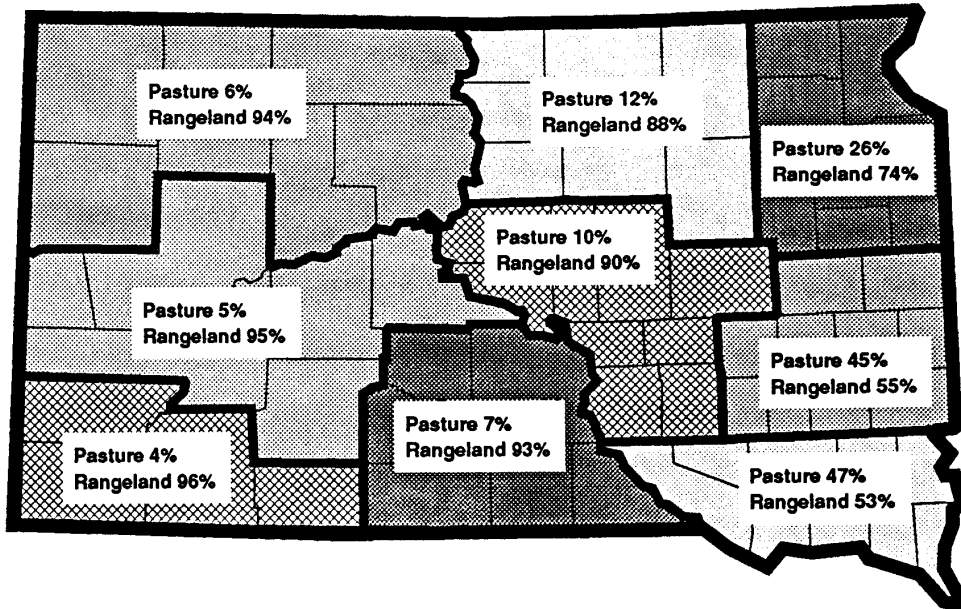 Pasture 6%
Rangeland 94%
Pasture 12%
Rangeland 88%
Pasture 26%
Rangeland 74%
Pasture 10%
Rangeland 90%
Pasture 5%
Rangeland 95%
Pasture 45%
Rangeland 55%
Pasture 7%
Rangeland 93%
Pasture 4%
Rangeland 96%
Pasture 47%
Rangeland 53%